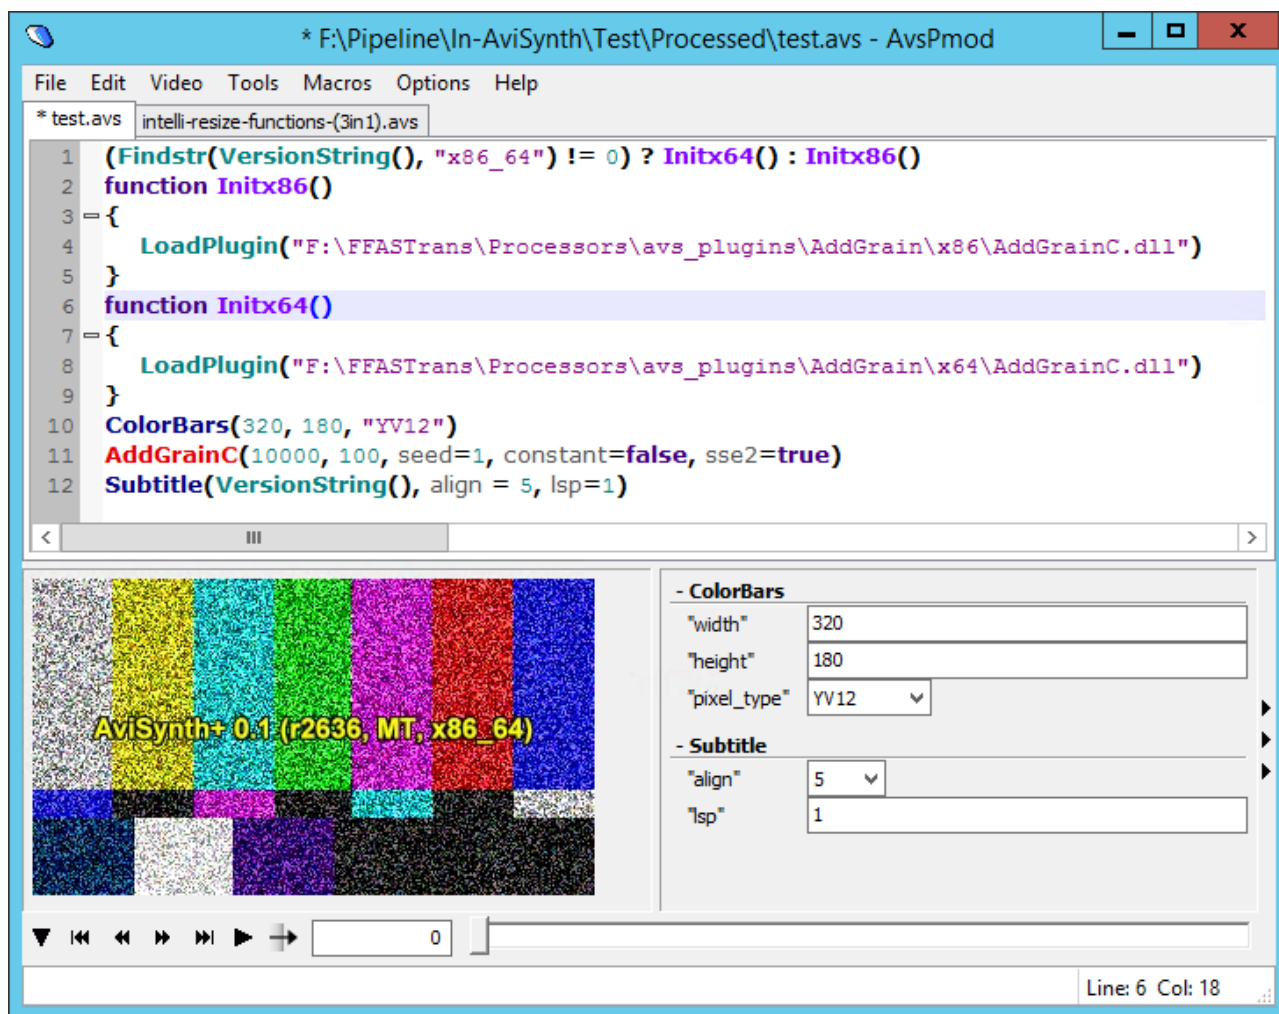 * F:\Pipeline\In-AviSynth\Test\Processed\test.avs - AvsPmod
File Edit Video Tools Macros Options Help
* test.avs intelli-resize-functions-(3in1).avs
1 (Findstr(VersionString(), "x86_64") != 0) ? Initx64() : Initx86()
2 function Initx86()
3 {
4 LoadPlugin("F:\FFASTrans\Processors\avs_plugins\AddGrain\x86\AddGrainC.dll")
5 }
6 function Initx64()
7 {
8 LoadPlugin("F:\FFASTrans\Processors\avs_plugins\AddGrain\x64\AddGrainC.dll")
9 }
10 ColorBars(320, 180, "YV12")
11 AddGrainC(10000, 100, seed=1, constant=false, sse2=true)
12 Subtitle(VersionString(), align = 5, lsp=1)
AviSynth+ 0.1 (r2636, MT, x86_64)
- ColorBars
"width" 320
"height" 180
"pixel_type" YV12
- Subtitle
"align" 5
"lsp" 1
0
Line: 6 Col: 18